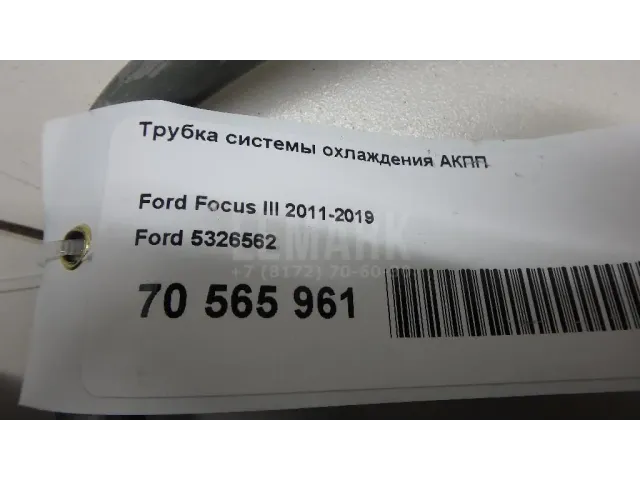 Трубка системы охлаждения АКПП
Ford Focus III 2011-2019
Ford 5326562
70 565 961